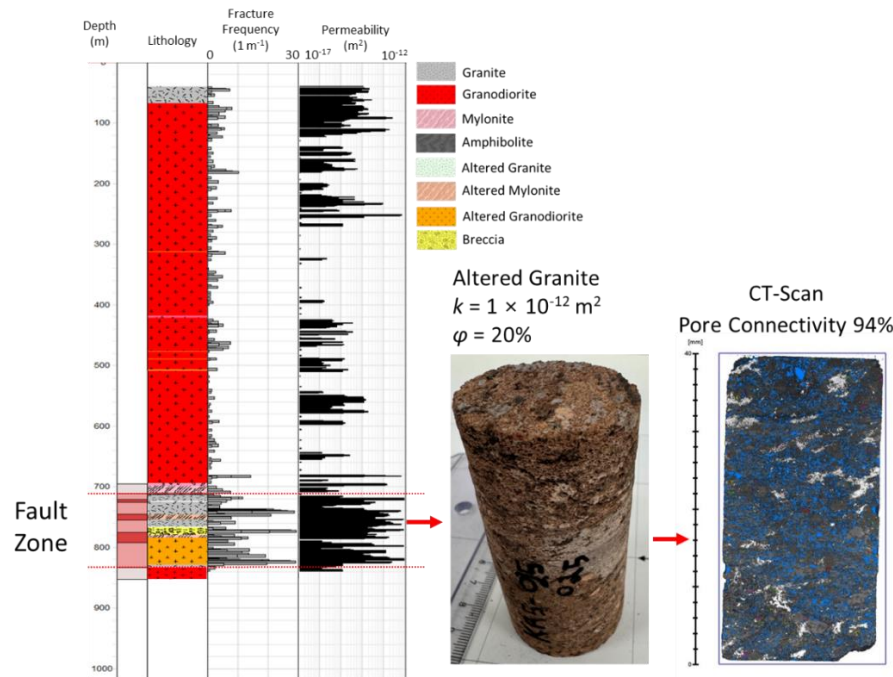 Depth
(m)
Lithology
Fracture
Frequency
(1 m⁻¹)
0 30
Permeability
(m²)
10⁻¹⁷ 10⁻¹²
0
100
200
300
400
500
600
700
800
900
1000
Granite
Granodiorite
Mylonite
Amphibolite
Altered Granite
Altered Mylonite
Altered Granodiorite
Breccia
Fault
Zone
Altered Granite
k = 1 × 10⁻¹² m²
φ = 20%
CT-Scan
Pore Connectivity 94%
[mm]
40
0